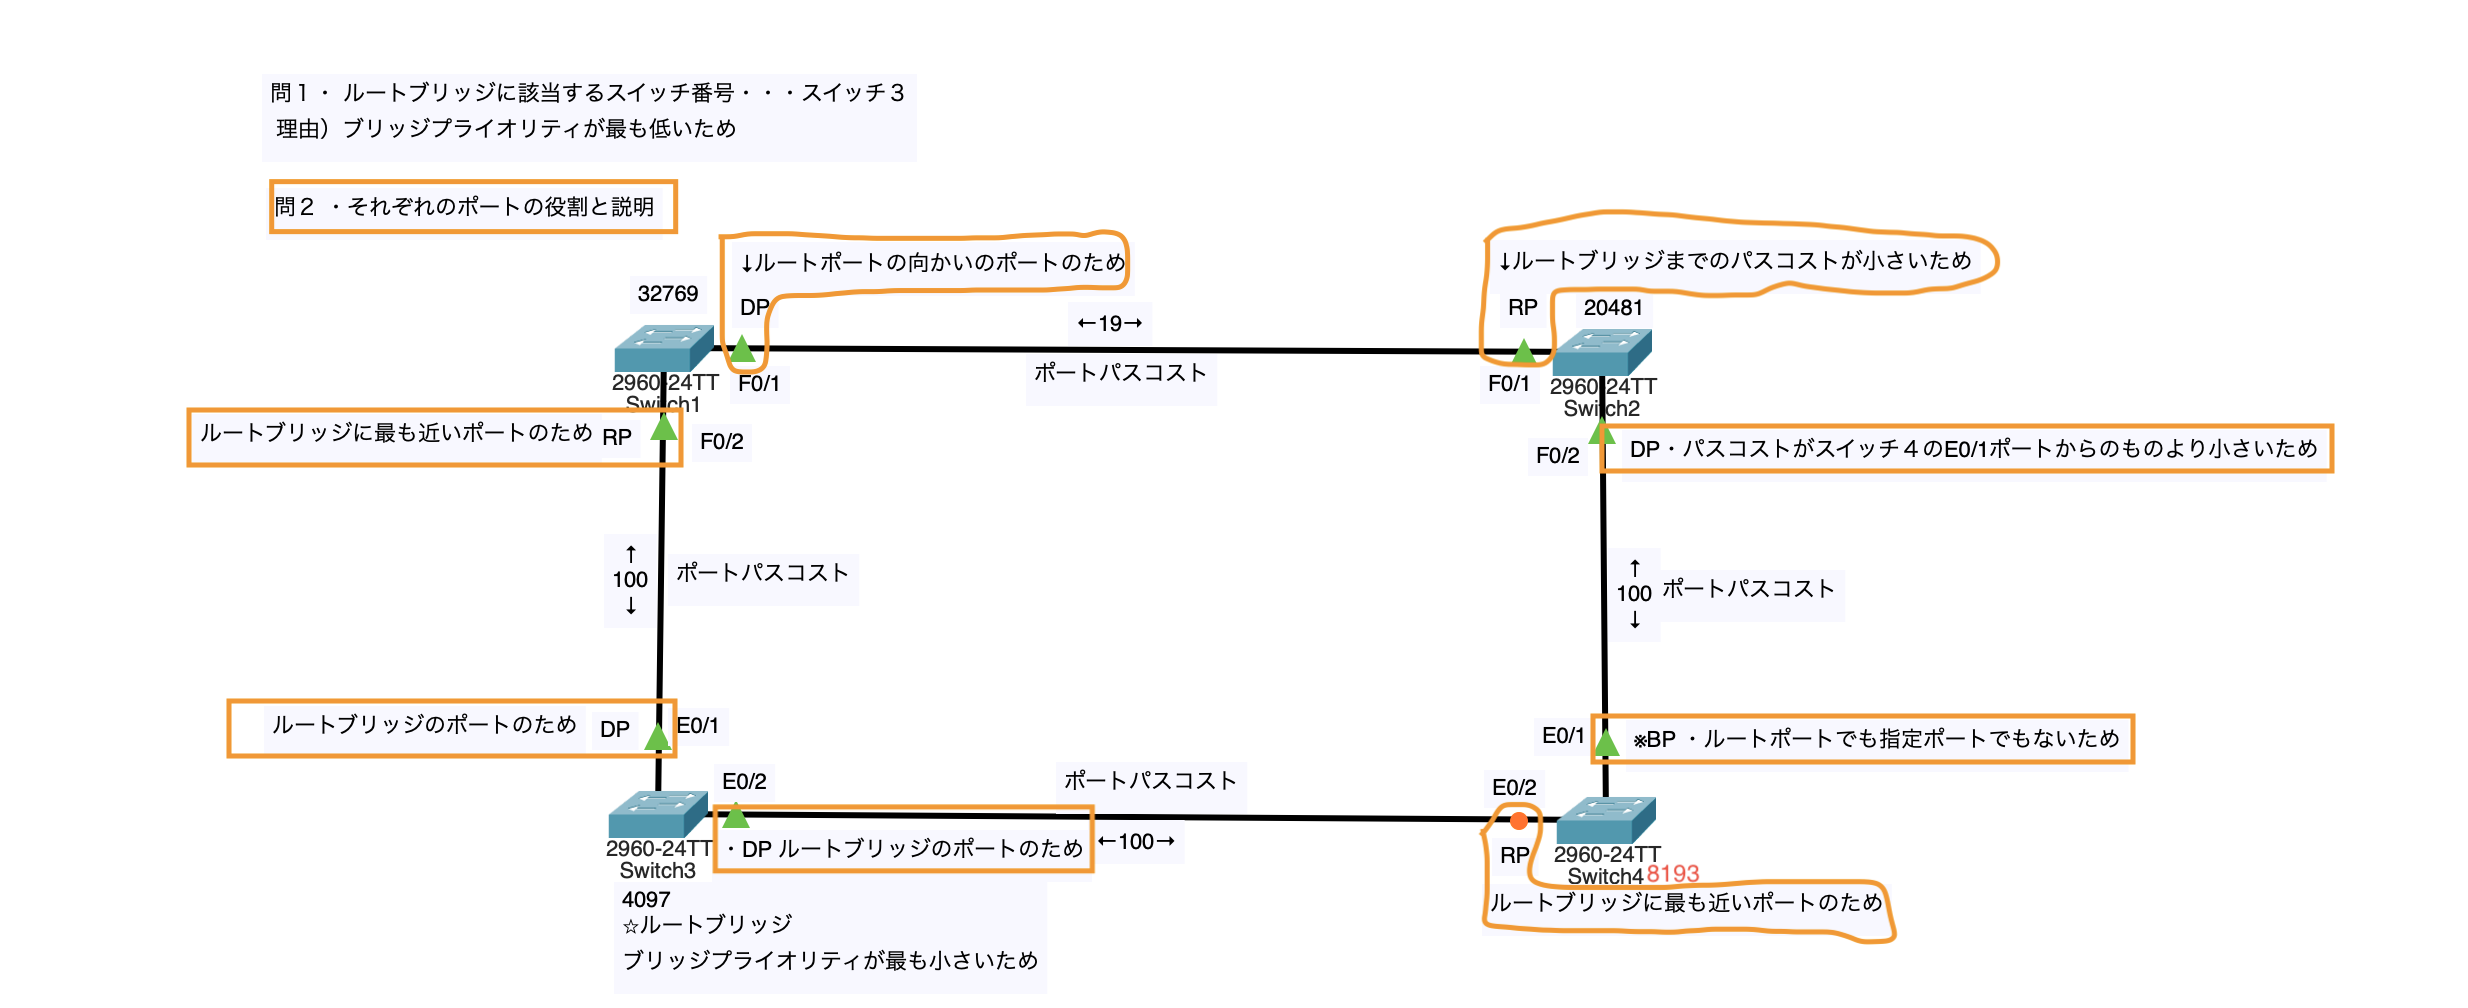 問１・ ルートブリッジに該当するスイッチ番号・・・スイッチ３
理由）ブリッジプライオリティが最も低いため
問２ ・それぞれのポートの役割と説明
↓ルートポートの向かいのポートのため
↓ルートブリッジまでのパスコストが小さいため
32769
DP
RP
20481
←19→
ポートパスコスト
2960-24TT
Switch1
F0/1
F0/1
2960-24TT
Switch2
ルートブリッジに最も近いポートのため RP
F0/2
F0/2
DP・パスコストがスイッチ４のE0/1ポートからのものより小さいため
↑
100
↓
ポートパスコスト
↑
100
↓
ポートパスコスト
ルートブリッジのポートのため DP
E0/1
E0/1
※BP ・ルートポートでも指定ポートでもないため
E0/2
ポートパスコスト
E0/2
2960-24TT
Switch3
・DP ルートブリッジのポートのため
←100→
RP
2960-24TT
Switch4
8193
4097
☆ルートブリッジ
ブリッジプライオリティが最も小さいため
ルートブリッジに最も近いポートのため